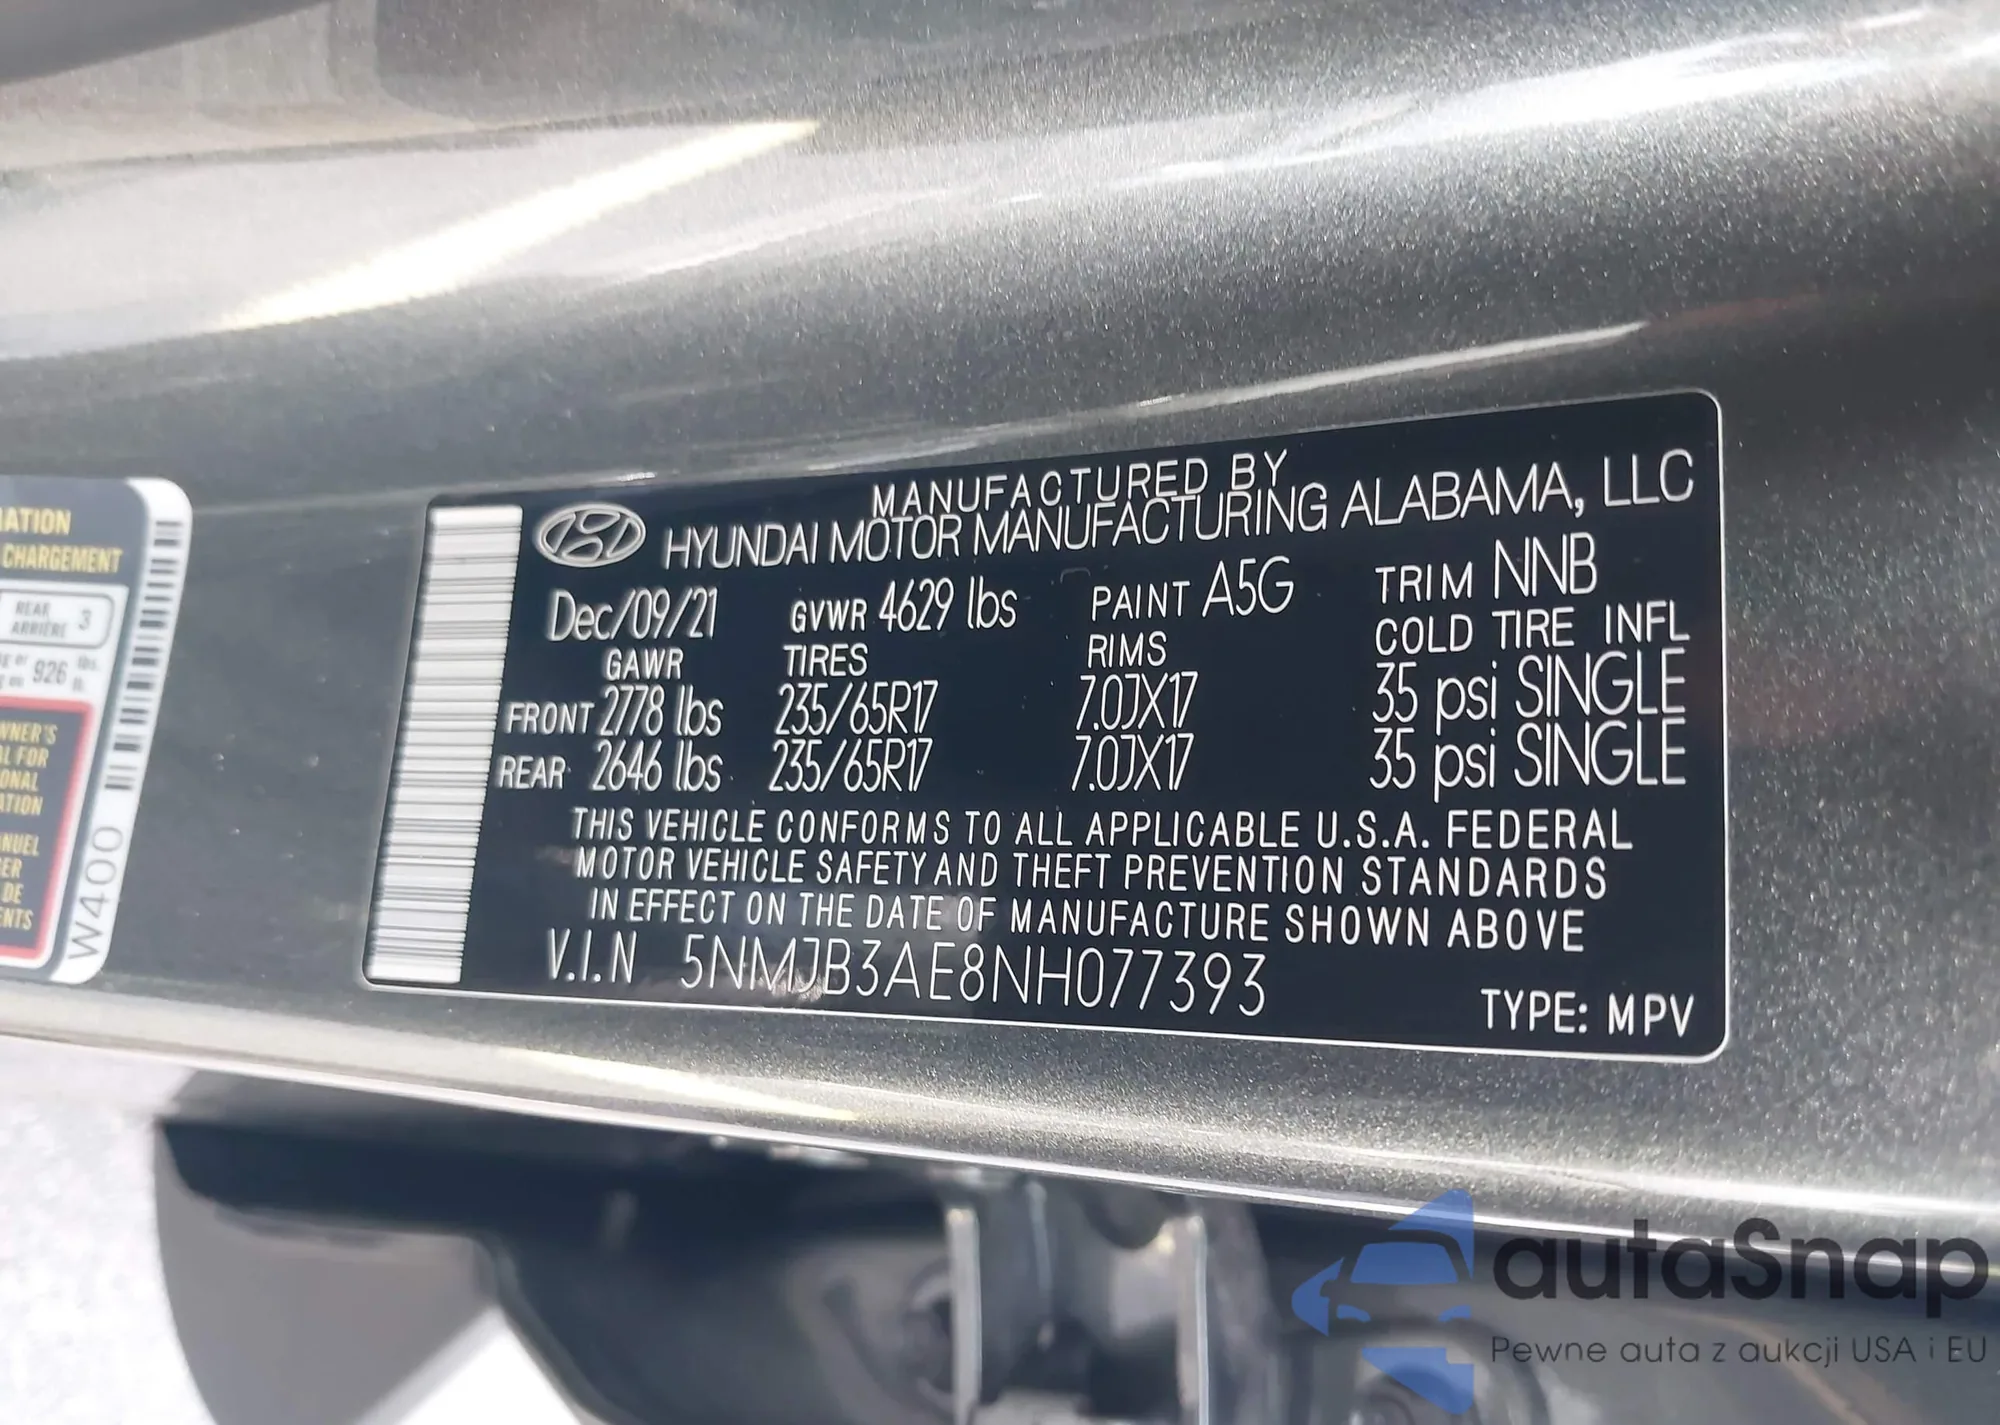 MANUFACTURED BY
HYUNDAI MOTOR MANUFACTURING ALABAMA, LLC
Dec/09/21 GVWR 4629 lbs PAINT A5G TRIM NNB
GAWR TIRES RIMS COLD TIRE INFL
FRONT 2778 lbs 235/65R17 7.0JX17 35 psi SINGLE
REAR 2646 lbs 235/65R17 7.0JX17 35 psi SINGLE
THIS VEHICLE CONFORMS TO ALL APPLICABLE U.S.A. FEDERAL
MOTOR VEHICLE SAFETY AND THEFT PREVENTION STANDARDS
IN EFFECT ON THE DATE OF MANUFACTURE SHOWN ABOVE
V.I.N 5NMJB3AE8NH077393
TYPE: MPV
CHARGEMENT
REAR 3
ARRIÈRE
926 lbs.
FOR
DE
W400
autaSnap
Pewne auta z aukcji USA i EU